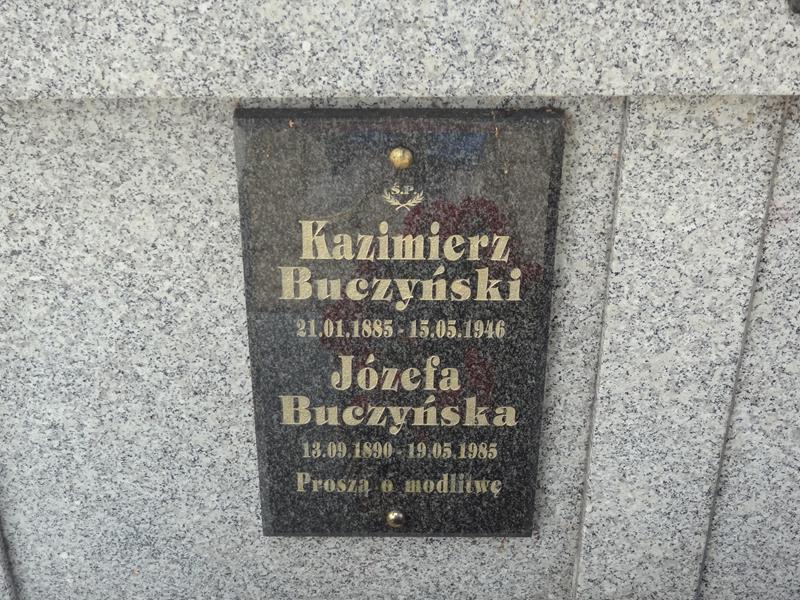 Ś.P.
Kazimierz
Buczyński
21.01.1885 - 15.05.1946
Józefa
Buczyńska
13.09.1890 - 19.05.1985
Proszą o modlitwę